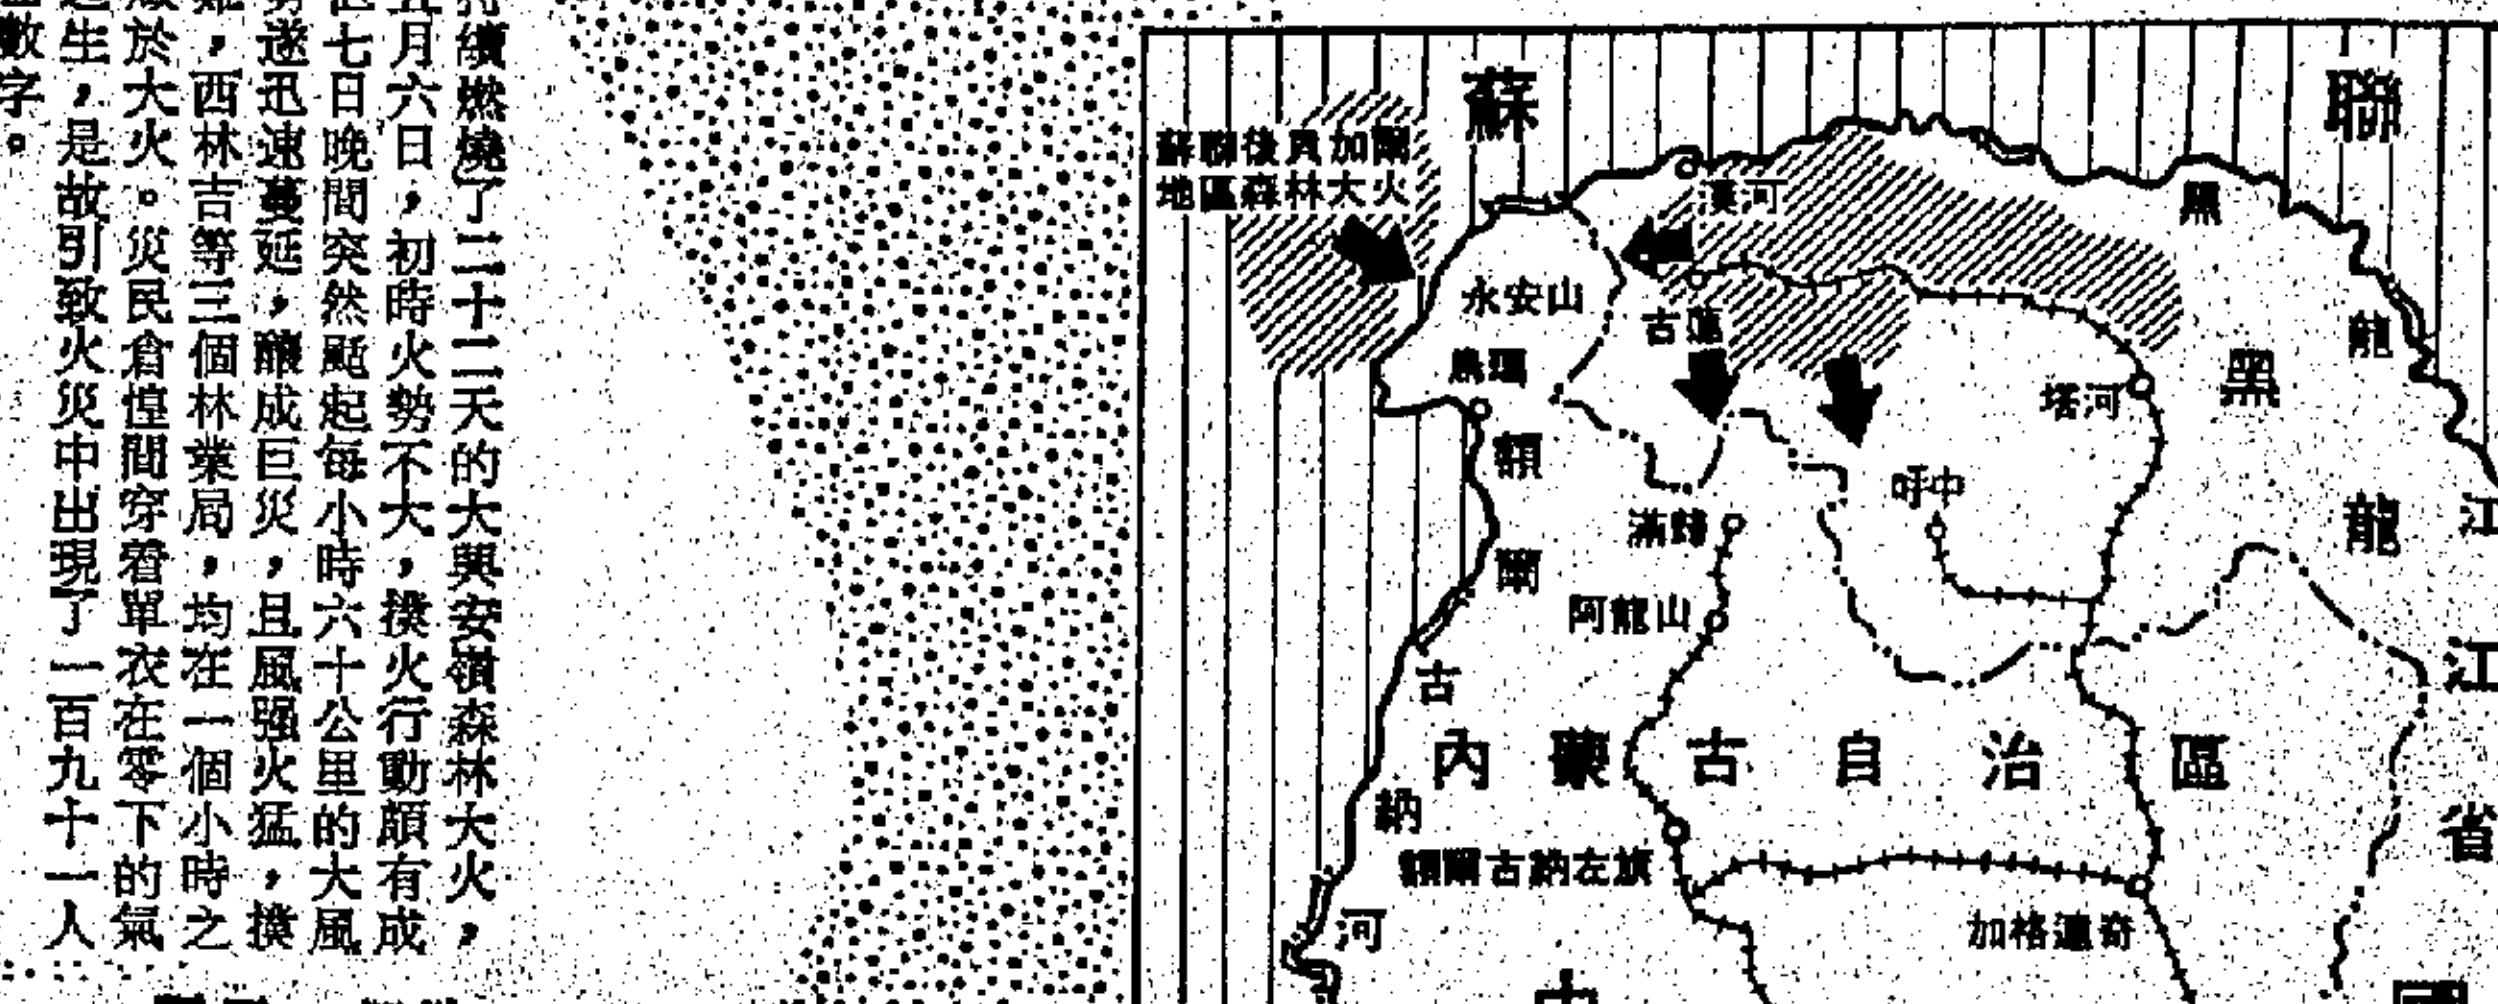 續燃燒了二十二天的大興安嶺森林大火，
五月六日，初時火勢不大，撲火行動頗有成
七日晚間突然颳起每小時六十公里的大風
遂迅速蔓延，釀成巨災，且風强火猛，撲
，西林吉等三個林業局，均在一個小時之
於大火。災民倉惶間穿着單衣在零下的氣
生，是故引致火災中出現了一百九十一人
數字。
蘇聯
蘇聯後貝加爾
地區森林大火
漠河
黑龍江
永安山
古蓮
烏瑪
塔河
黑龍江省
呼中
滿歸
阿龍山
額爾古納河
內蒙古自治區
額爾古納左旗
加格達奇
中國